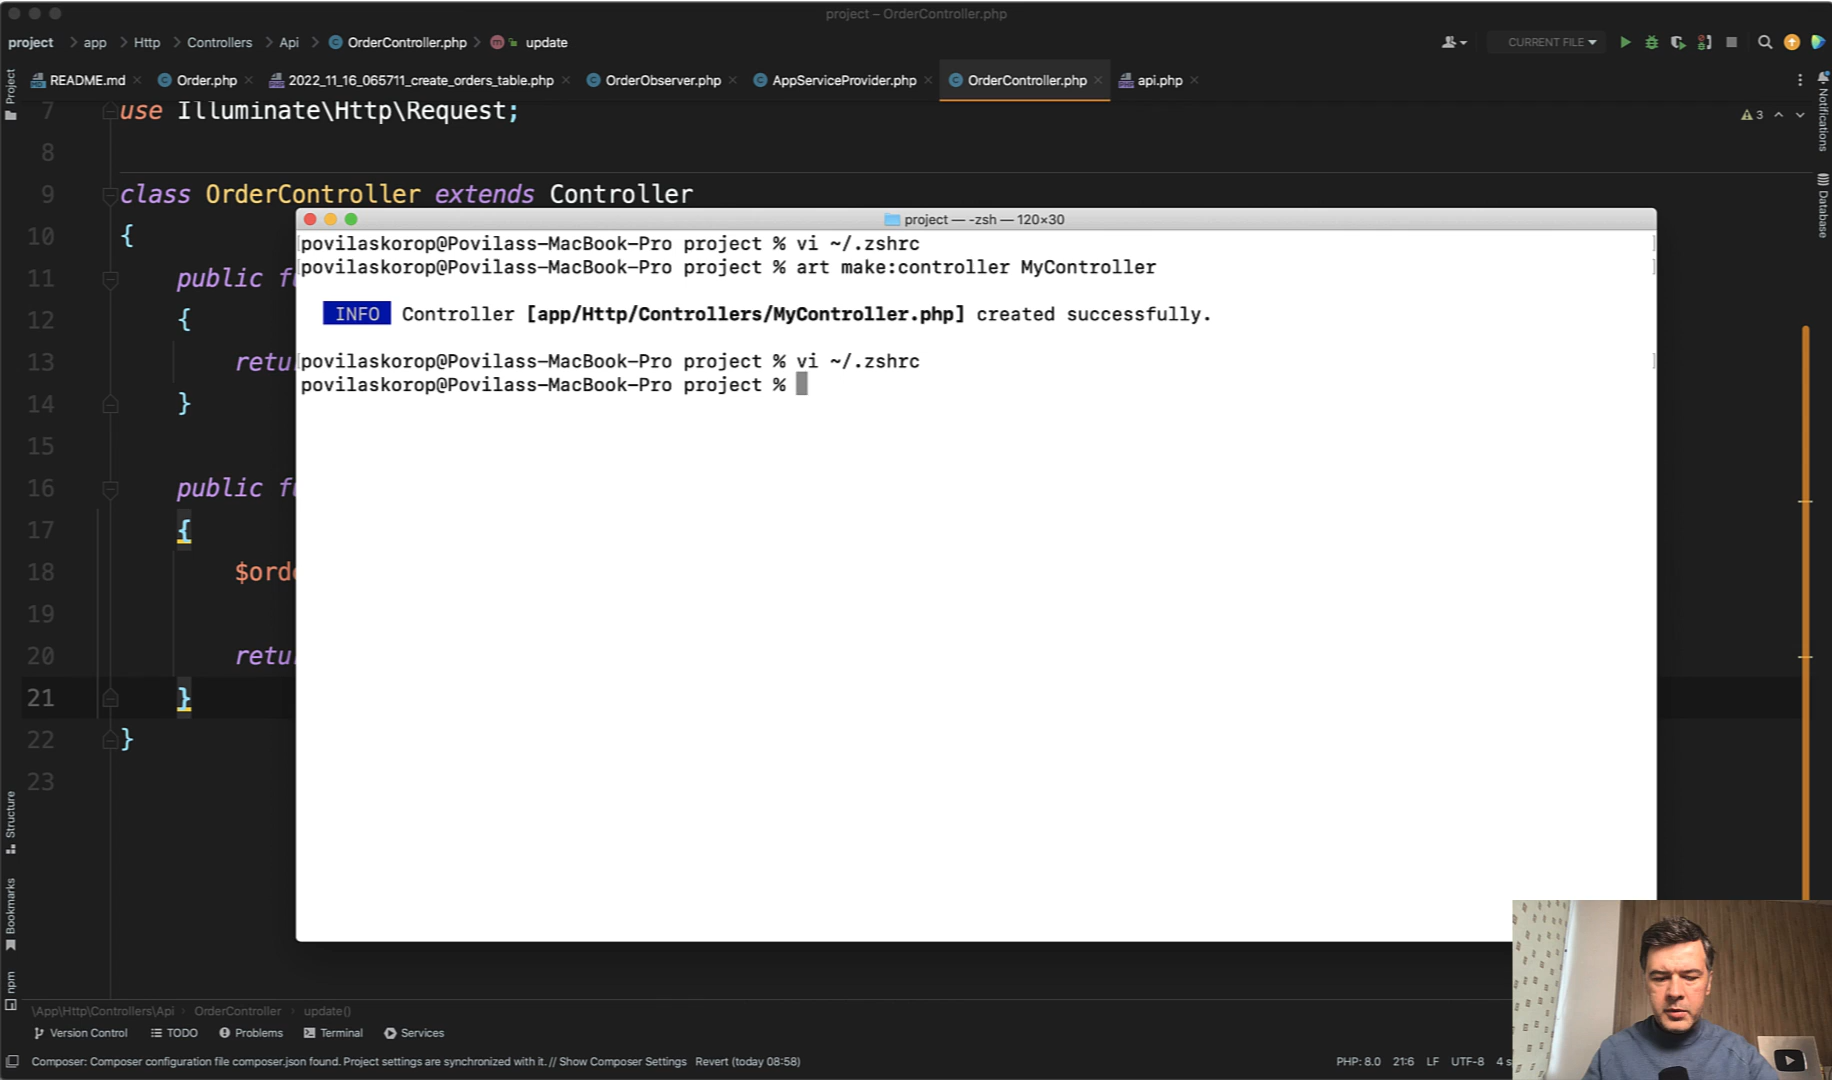 project – OrderController.php
project > app > Http > Controllers > Api > OrderController.php > update
CURRENT FILE
README.md
Order.php
2022_11_16_065711_create_orders_table.php
OrderObserver.php
AppServiceProvider.php
OrderController.php
api.php
Project
Notifications
Database
7 use Illuminate\Http\Request;
3
8
9 class OrderController extends Controller
10 {
11 public fu
12 {
13 retu
14 }
15
16 public fu
17 {
18 $orde
19
20 retu
21 }
22 }
23
project — -zsh — 120×30
povilaskorop@Povilass-MacBook-Pro project % vi ~/.zshrc
povilaskorop@Povilass-MacBook-Pro project % art make:controller MyController
INFO Controller [app/Http/Controllers/MyController.php] created successfully.
povilaskorop@Povilass-MacBook-Pro project % vi ~/.zshrc
povilaskorop@Povilass-MacBook-Pro project %
Structure
Bookmarks
npm
\App\Http\Controllers\Api > OrderController > update()
Version Control
TODO
Problems
Terminal
Services
Composer: Composer configuration file composer.json found. Project settings are synchronized with it. // Show Composer Settings Revert (today 08:58)
PHP: 8.0 21:6 LF UTF-8 4 s